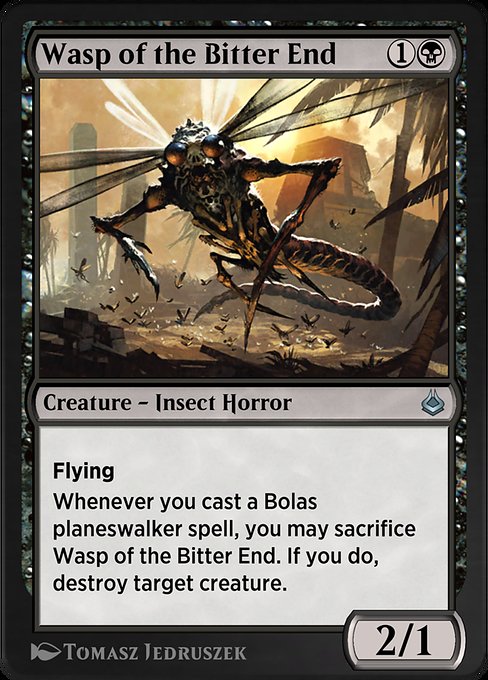 Wasp of the Bitter End 1
Creature – Insect Horror
Flying
Whenever you cast a Bolas
planeswalker spell, you may sacrifice
Wasp of the Bitter End. If you do,
destroy target creature.
2/1
Tomasz Jedruszek